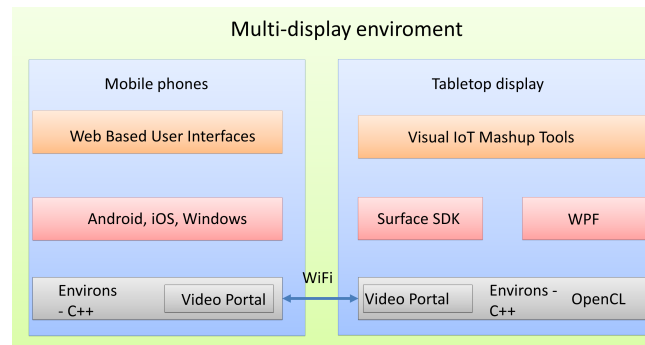 Multi-display enviroment
Mobile phones
Web Based User Interfaces
Android, iOS, Windows
Environs
- C++
Video Portal
WiFi
Tabletop display
Visual IoT Mashup Tools
Surface SDK
WPF
Video Portal
Environs -
C++
OpenCL